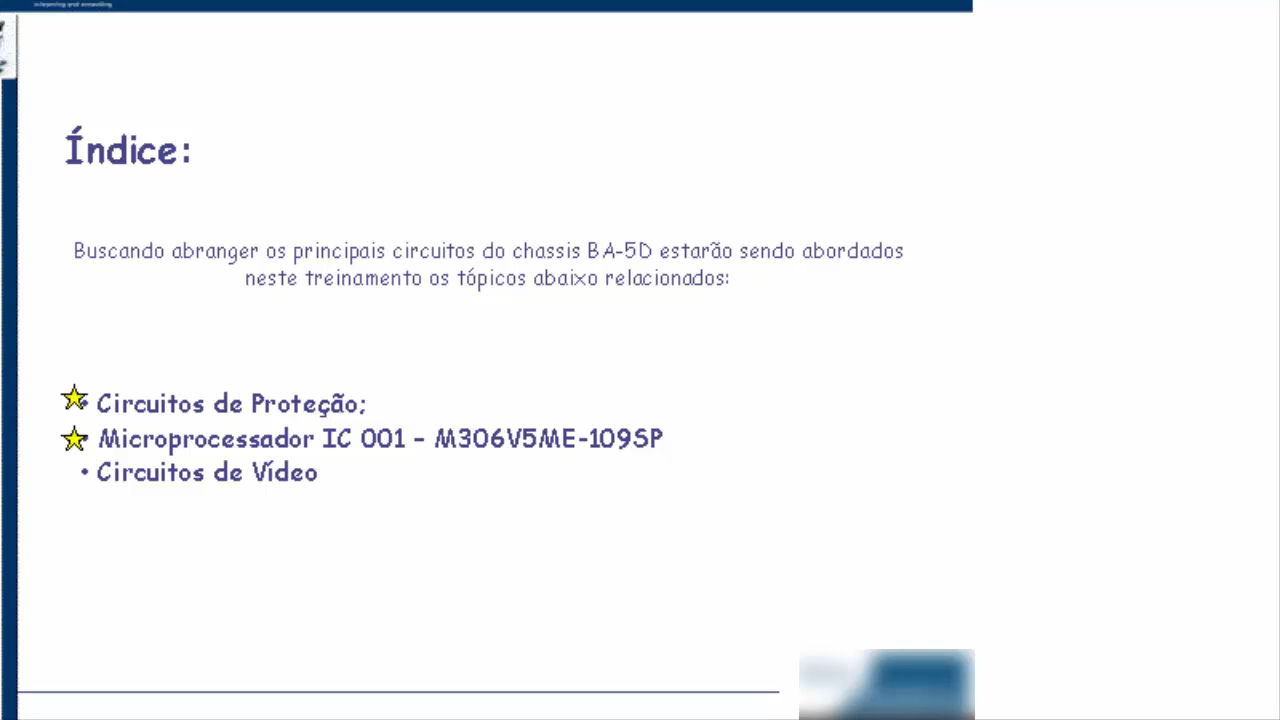 Índice:
Buscando abranger os principais circuitos do chassis BA-5D estarão sendo abordados
neste treinamento os tópicos abaixo relacionados:
• Circuitos de Proteção;
• Microprocessador IC 001 – M306V5ME-109SP
• Circuitos de Vídeo